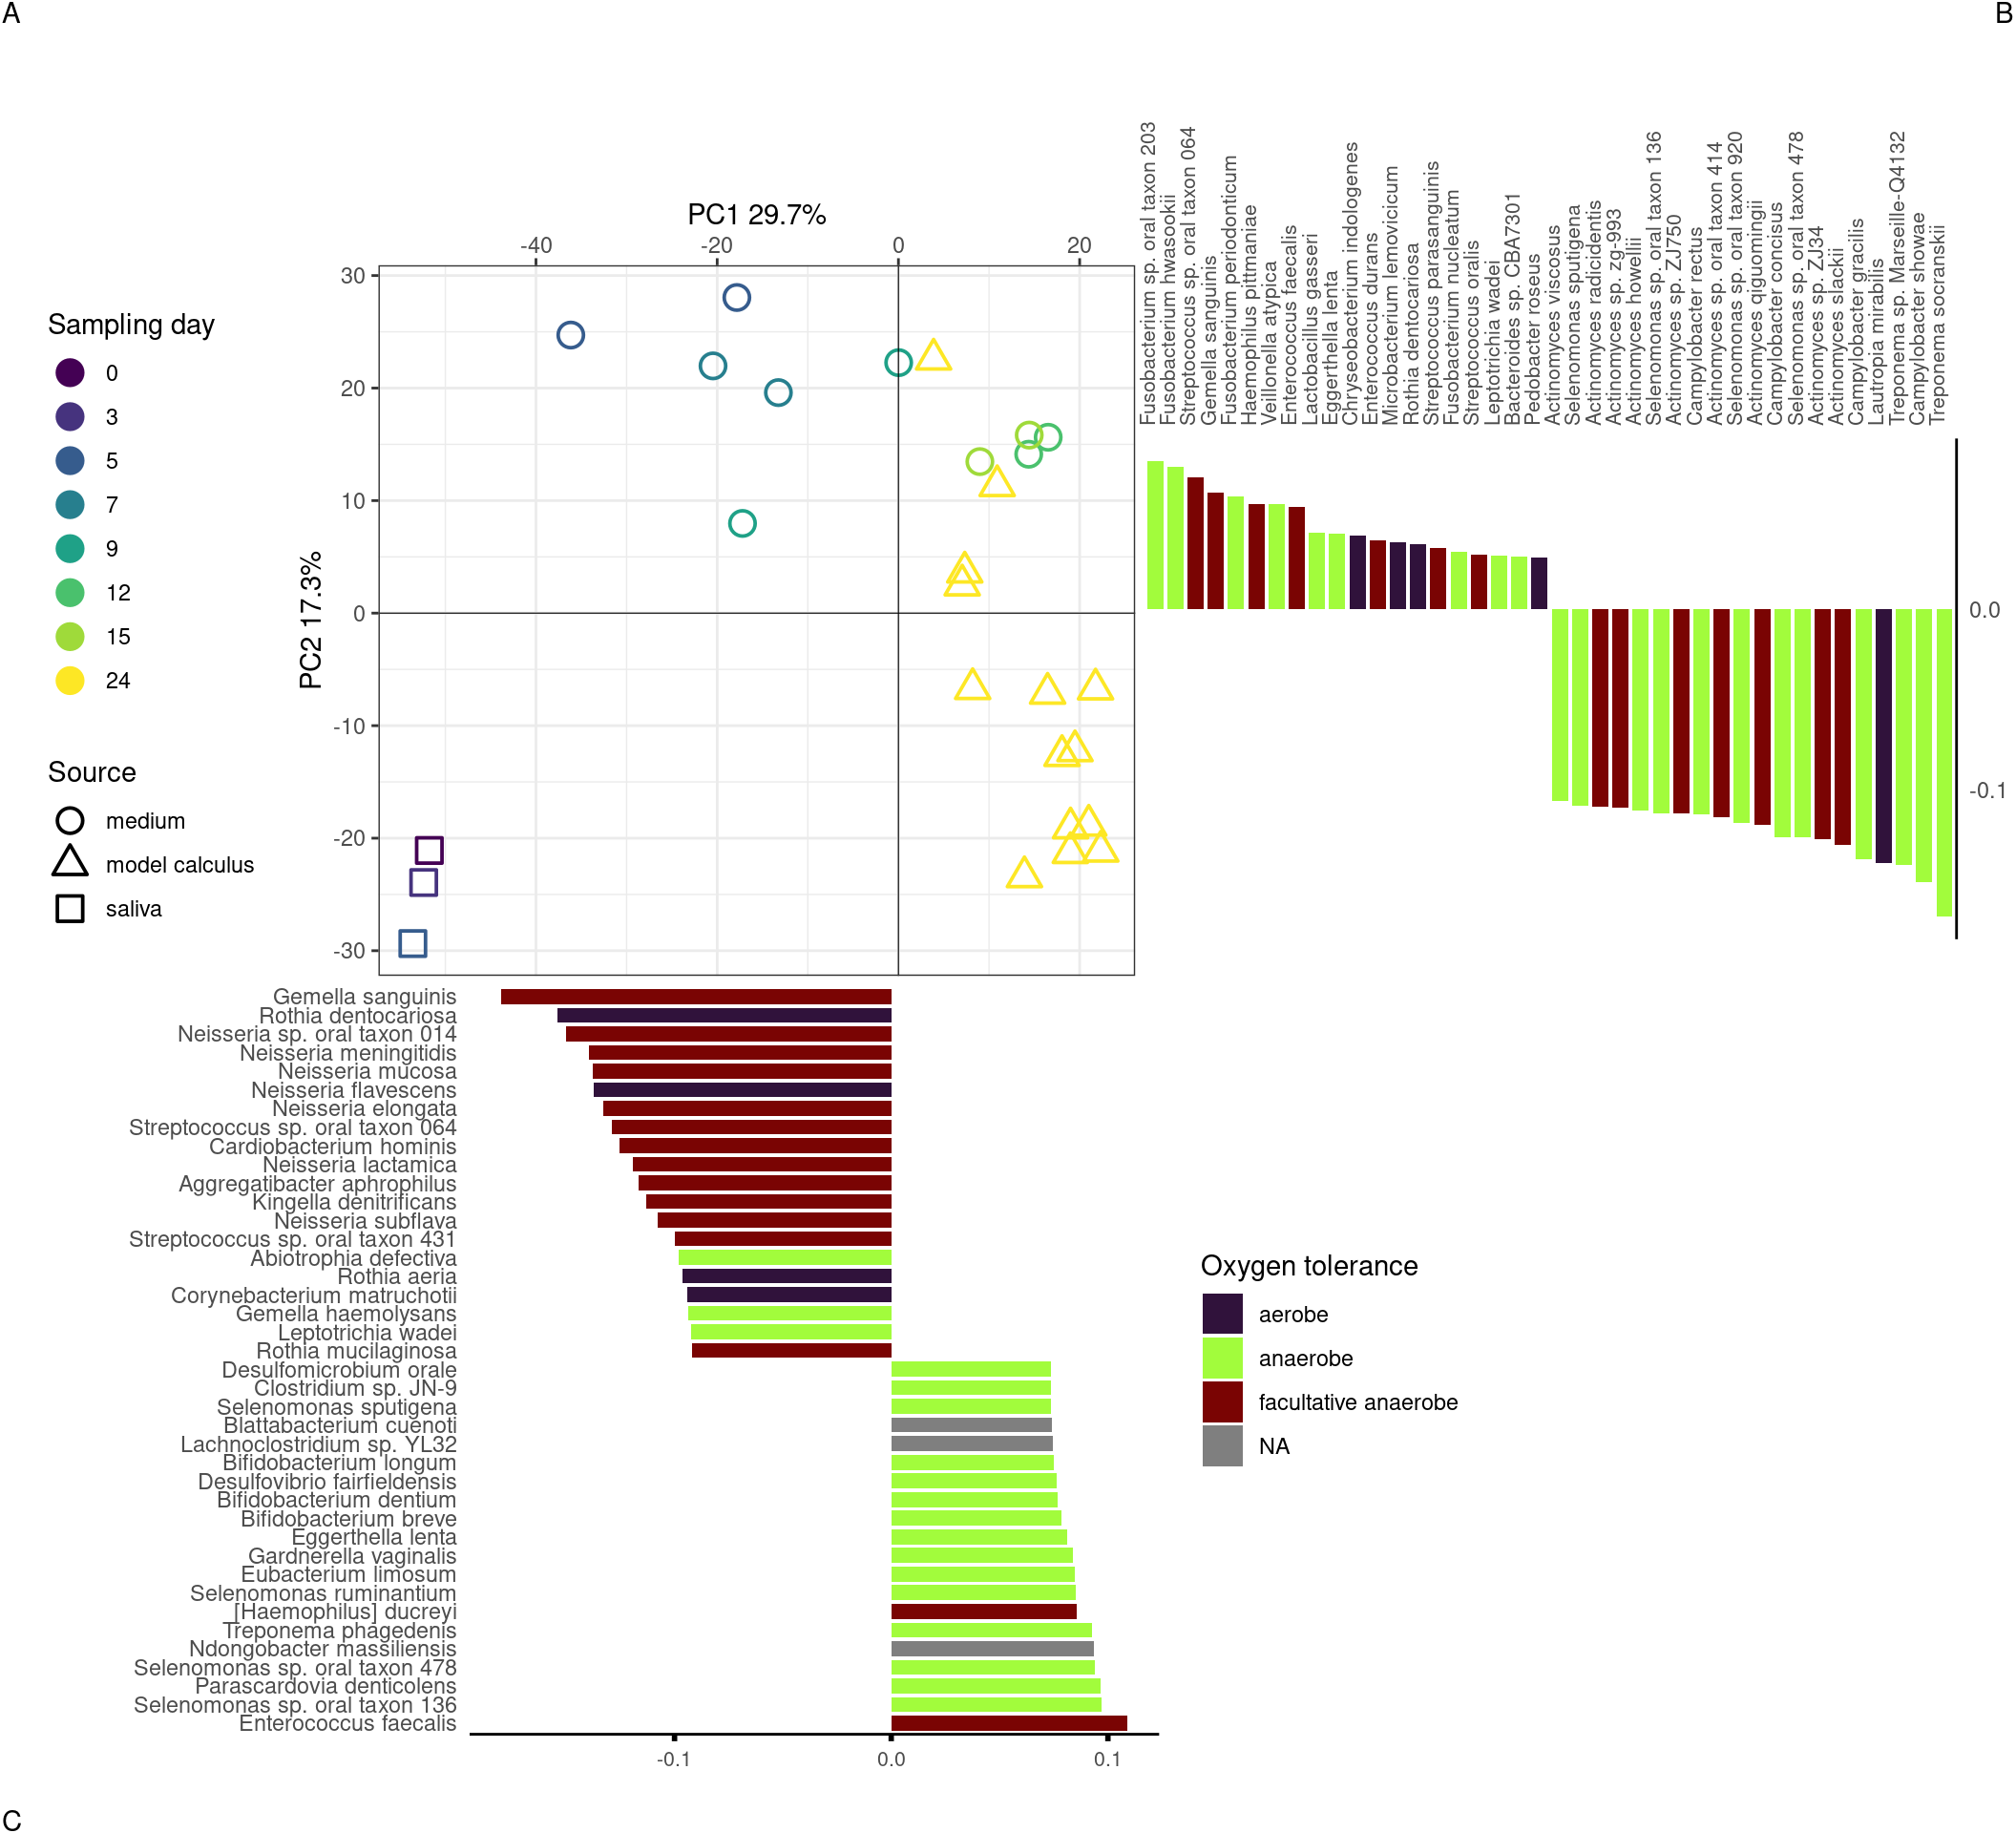 A
B
PC1 29.7%
-40
-20
0
20
30
20
10
0
-10
-20
-30
PC2 17.3%
Sampling day
0
3
5
7
9
12
15
24
Source
medium
model calculus
saliva
Fusobacterium sp. oral taxon 203
Fusobacterium hwasookii
Streptococcus sp. oral taxon 064
Gemella sanguinis
Fusobacterium periodonticum
Haemophilus pittmaniae
Veillonella atypica
Enterococcus faecalis
Lactobacillus gasseri
Eggerthella lenta
Chryseobacterium indologenes
Enterococcus durans
Microbacterium lemovicicum
Rothia dentocariosa
Streptococcus parasanguinis
Fusobacterium nucleatum
Streptococcus oralis
Leptotrichia wadei
Bacteroides sp. CBA7301
Pedobacter roseus
Actinomyces viscosus
Selenomonas sputigena
Actinomyces radicidentis
Actinomyces sp. zg-993
Actinomyces howellii
Selenomonas sp. oral taxon 136
Actinomyces sp. ZJ750
Campylobacter rectus
Actinomyces sp. oral taxon 414
Selenomonas sp. oral taxon 920
Actinomyces qiguomingii
Campylobacter concisus
Selenomonas sp. oral taxon 478
Actinomyces sp. ZJ34
Actinomyces slackii
Campylobacter gracilis
Lautropia mirabilis
Treponema sp. Marseille-Q4132
Campylobacter showae
Treponema socranskii
0.0
-0.1
Gemella sanguinis
Rothia dentocariosa
Neisseria sp. oral taxon 014
Neisseria meningitidis
Neisseria mucosa
Neisseria flavescens
Neisseria elongata
Streptococcus sp. oral taxon 064
Cardiobacterium hominis
Neisseria lactamica
Aggregatibacter aphrophilus
Kingella denitrificans
Neisseria subflava
Streptococcus sp. oral taxon 431
Abiotrophia defectiva
Rothia aeria
Corynebacterium matruchotii
Gemella haemolysans
Leptotrichia wadei
Rothia mucilaginosa
Desulfomicrobium orale
Clostridium sp. JN-9
Selenomonas sputigena
Blattabacterium cuenoti
Lachnoclostridium sp. YL32
Bifidobacterium longum
Desulfovibrio fairfieldensis
Bifidobacterium dentium
Bifidobacterium breve
Eggerthella lenta
Gardnerella vaginalis
Eubacterium limosum
Selenomonas ruminantium
[Haemophilus] ducreyi
Treponema phagedenis
Ndongobacter massiliensis
Selenomonas sp. oral taxon 478
Parascardovia denticolens
Selenomonas sp. oral taxon 136
Enterococcus faecalis
-0.1
0.0
0.1
Oxygen tolerance
aerobe
anaerobe
facultative anaerobe
NA
C